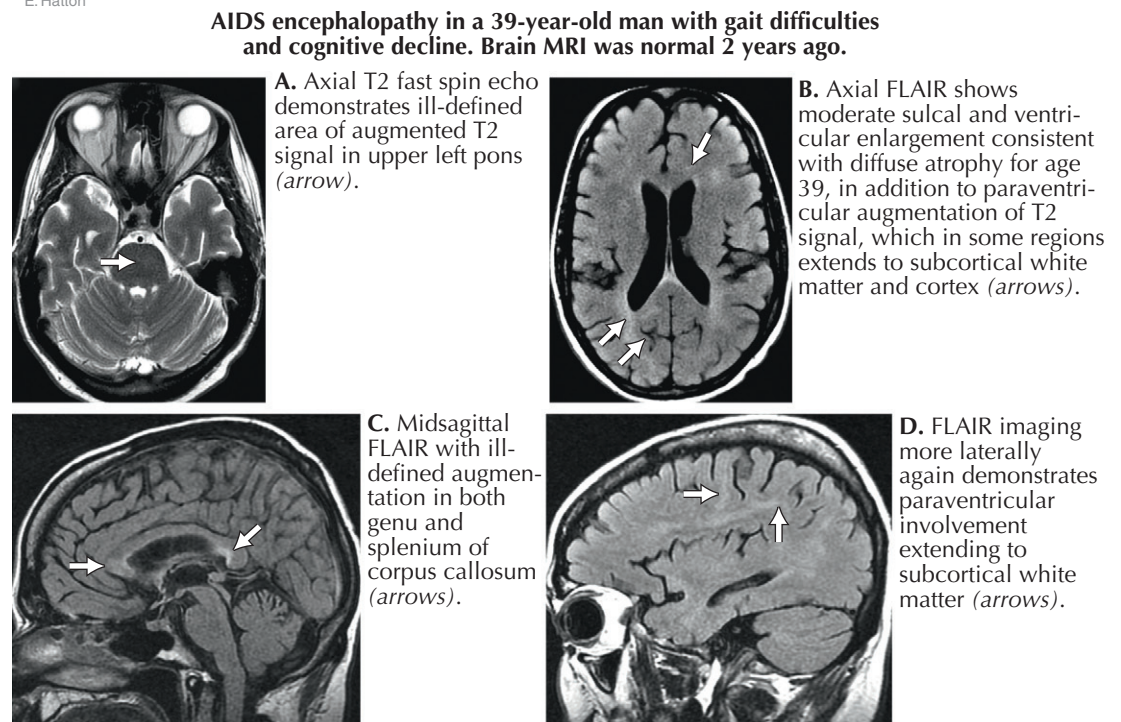 E. Hatton
AIDS encephalopathy in a 39-year-old man with gait difficulties
and cognitive decline. Brain MRI was normal 2 years ago.
A. Axial T2 fast spin echo
demonstrates ill-defined
area of augmented T2
signal in upper left pons
(arrow).
B. Axial FLAIR shows
moderate sulcal and ventri-
cular enlargement consistent
with diffuse atrophy for age
39, in addition to paraventri-
cular augmentation of T2
signal, which in some regions
extends to subcortical white
matter and cortex (arrows).
C. Midsagittal
FLAIR with ill-
defined augmen-
tation in both
genu and
splenium of
corpus callosum
(arrows).
D. FLAIR imaging
more laterally
again demonstrates
paraventricular
involvement
extending to
subcortical white
matter (arrows).